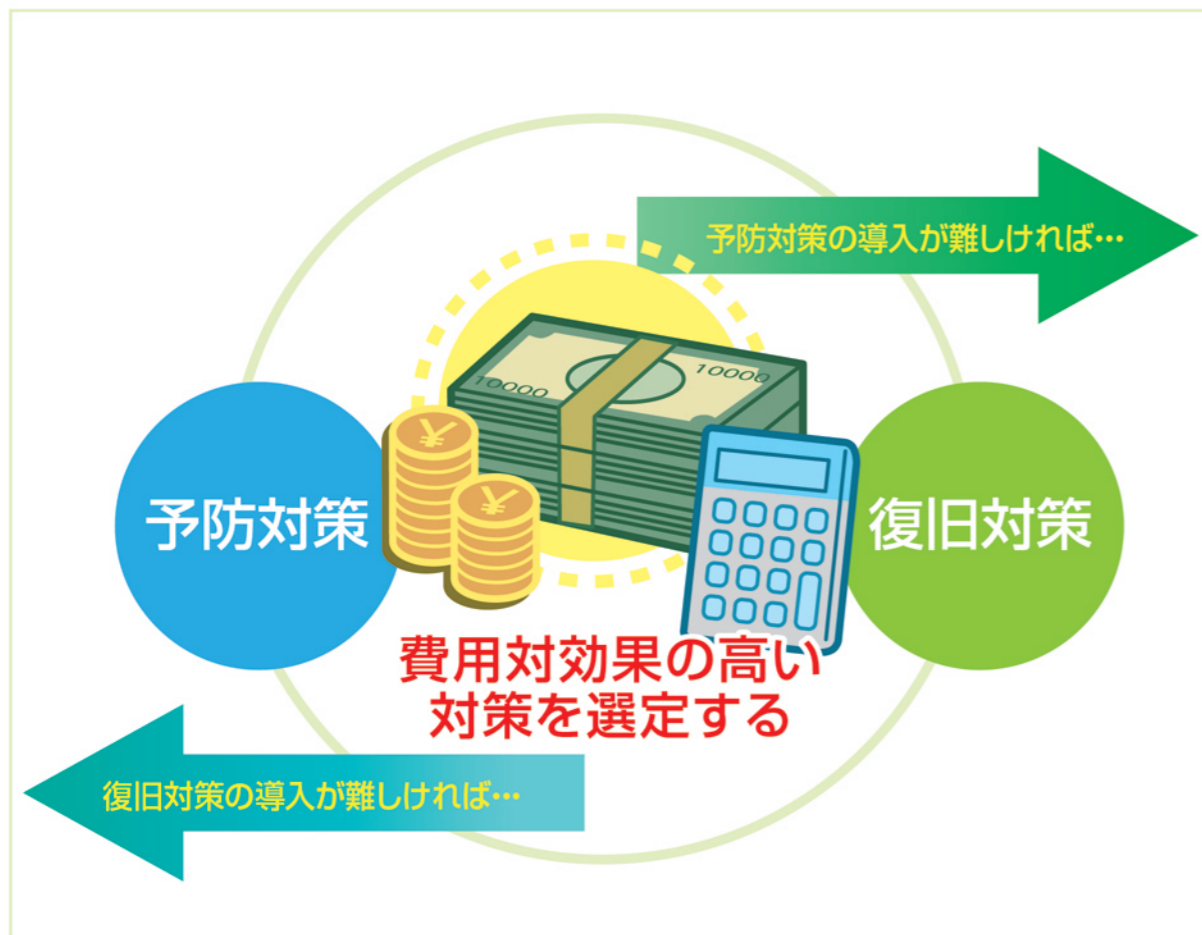 予防対策の導入が難しければ…
10000
10000
¥
¥
予防対策
復旧対策
費用対効果の高い
対策を選定する
復旧対策の導入が難しければ…